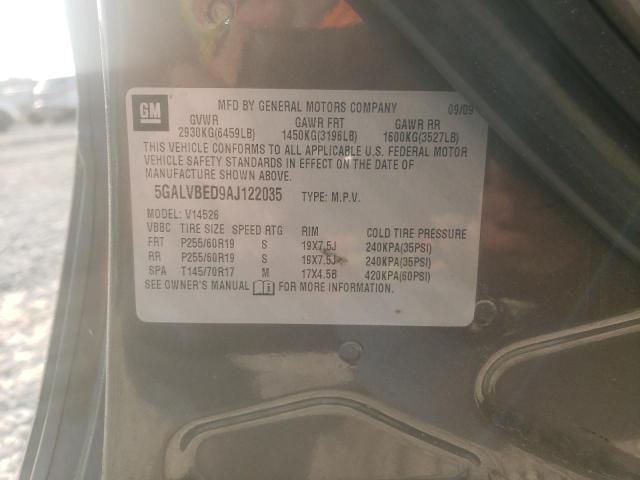 GM
MFD BY GENERAL MOTORS COMPANY 09/09
GVWR GAWR FRT GAWR RR
2930KG(6459LB) 1450KG(3196LB) 1600KG(3527LB)
THIS VEHICLE CONFORMS TO ALL APPLICABLE U.S. FEDERAL MOTOR
VEHICLE SAFETY STANDARDS IN EFFECT ON THE DATE OF
MANUFACTURE SHOWN ABOVE.
5GALVBED9AJ122035 TYPE: M.P.V.
MODEL: V14526
VBBC TIRE SIZE SPEED RTG RIM COLD TIRE PRESSURE
FRT P255/60R19 S 19X7.5J 240KPA(35PSI)
RR P255/60R19 S 19X7.5J 240KPA(35PSI)
SPA T145/70R17 M 17X4.5B 420KPA(60PSI)
SEE OWNER'S MANUAL FOR MORE INFORMATION.